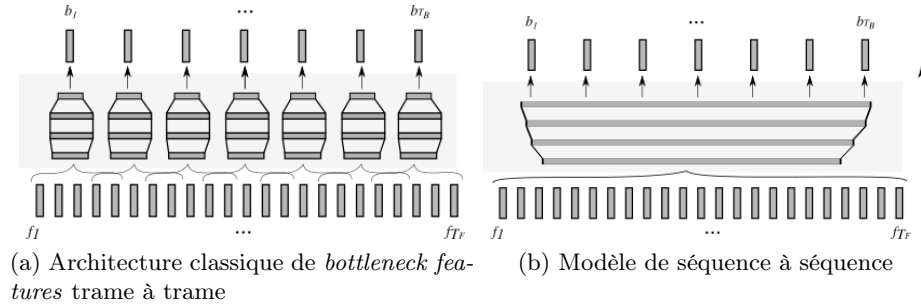 b1 ... bTB
b1 ... bTB
f1 ... fTF
f1 ... fTF
(a) Architecture classique de bottleneck fea-
tures trame à trame
(b) Modèle de séquence à séquence